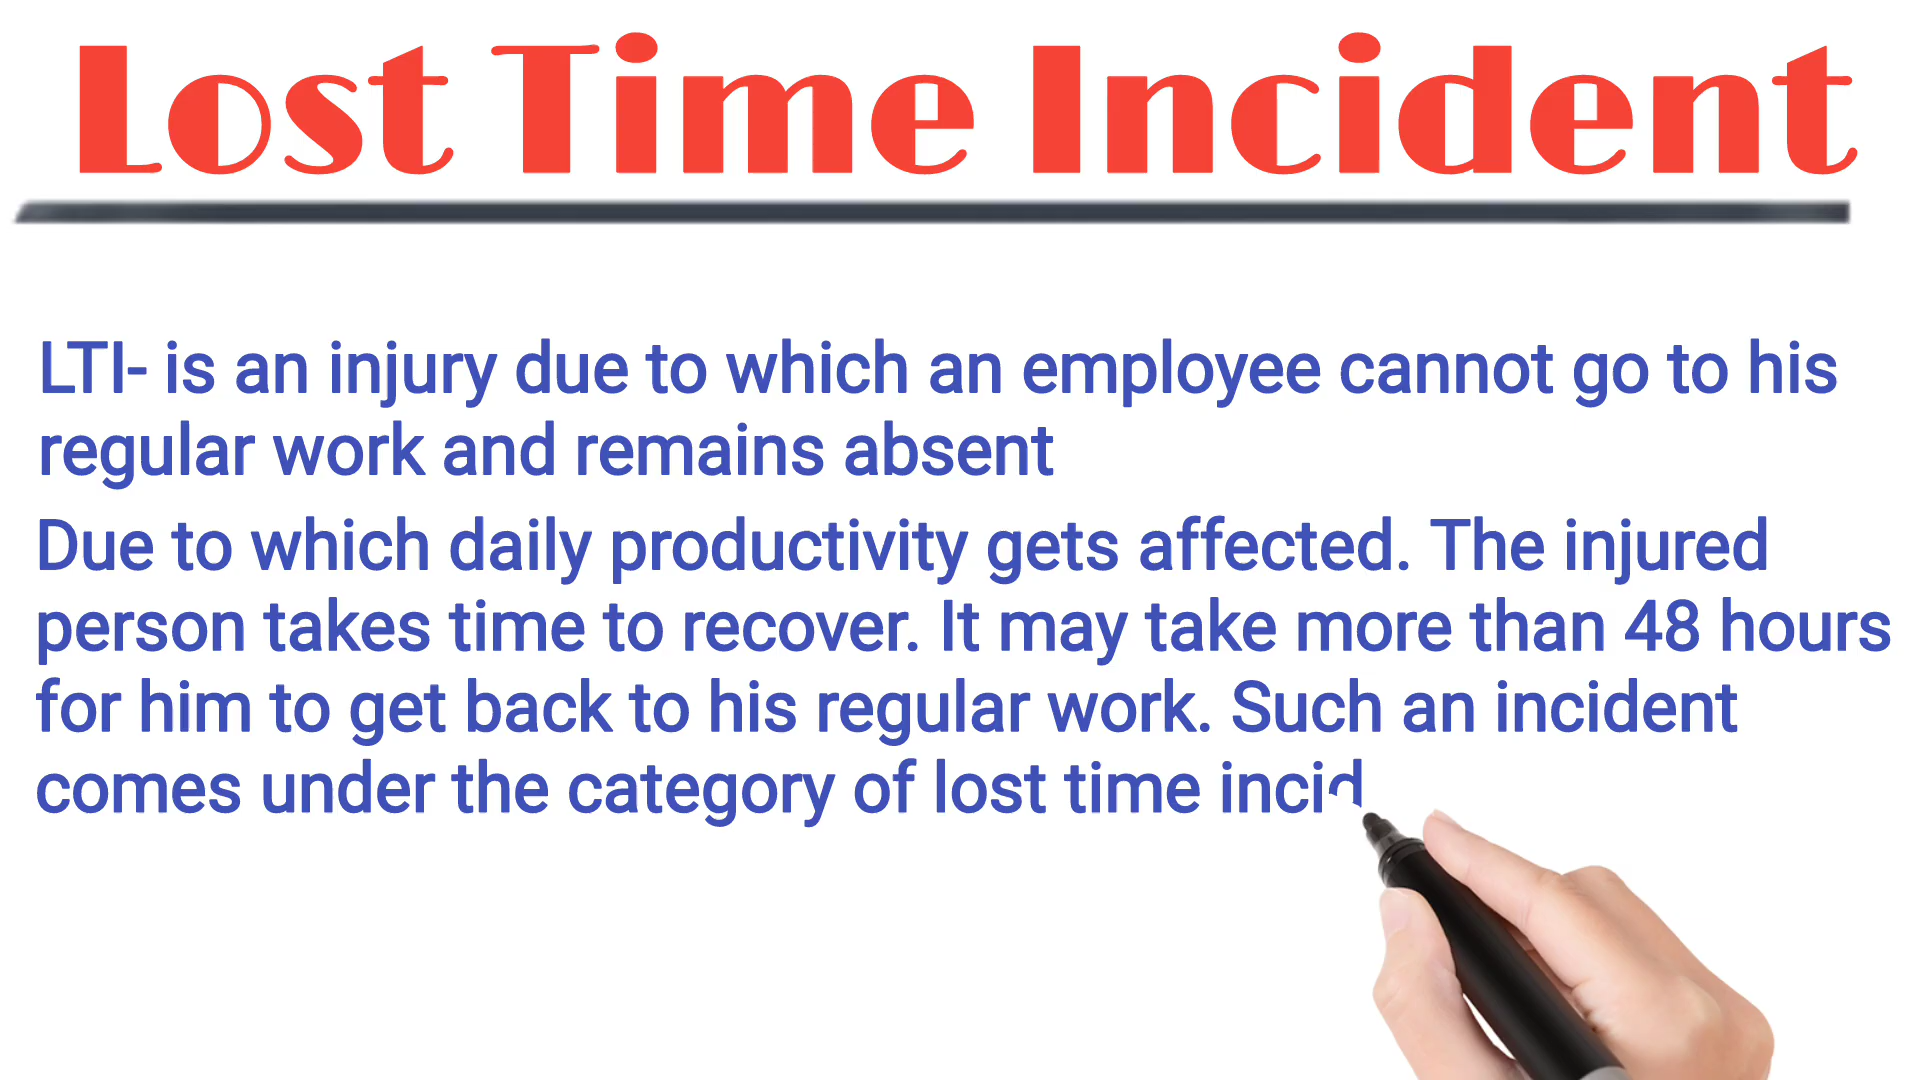 Lost Time Incident
LTI- is an injury due to which an employee cannot go to his
regular work and remains absent
Due to which daily productivity gets affected. The injured
person takes time to recover. It may take more than 48 hours
for him to get back to his regular work. Such an incident
comes under the category of lost time incid